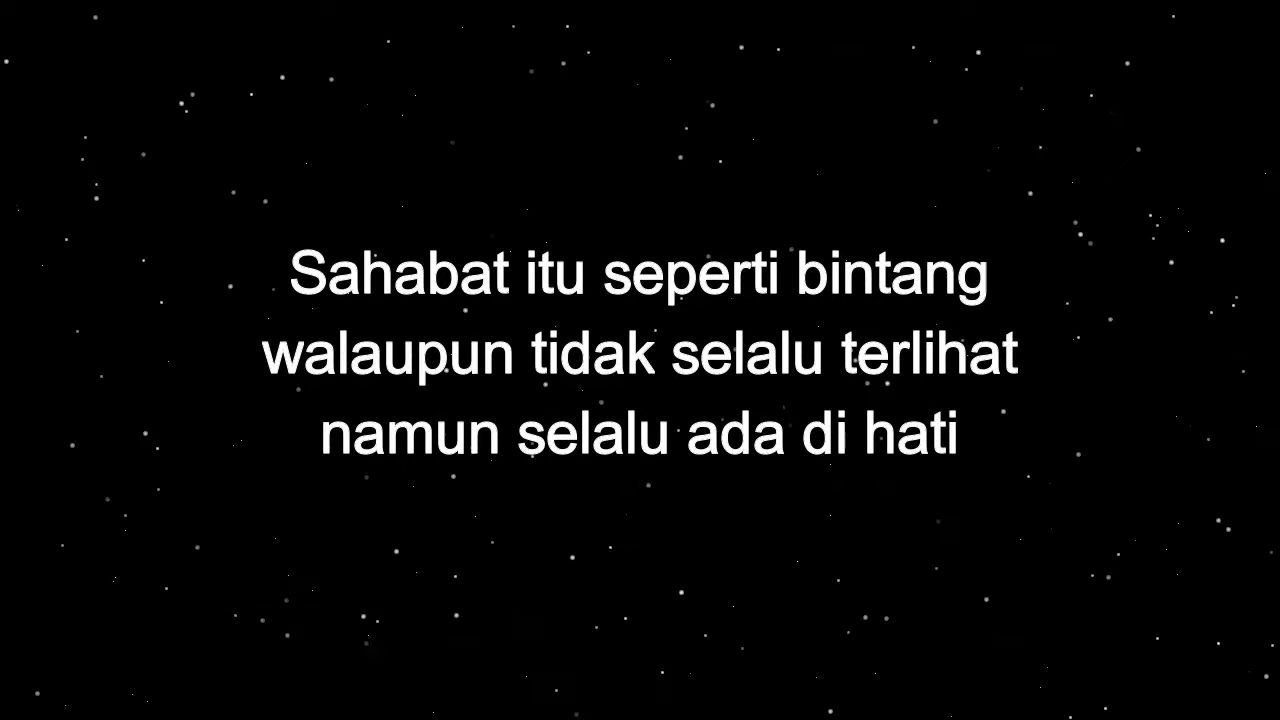 Sahabat itu seperti bintang
walaupun tidak selalu terlihat
namun selalu ada di hati